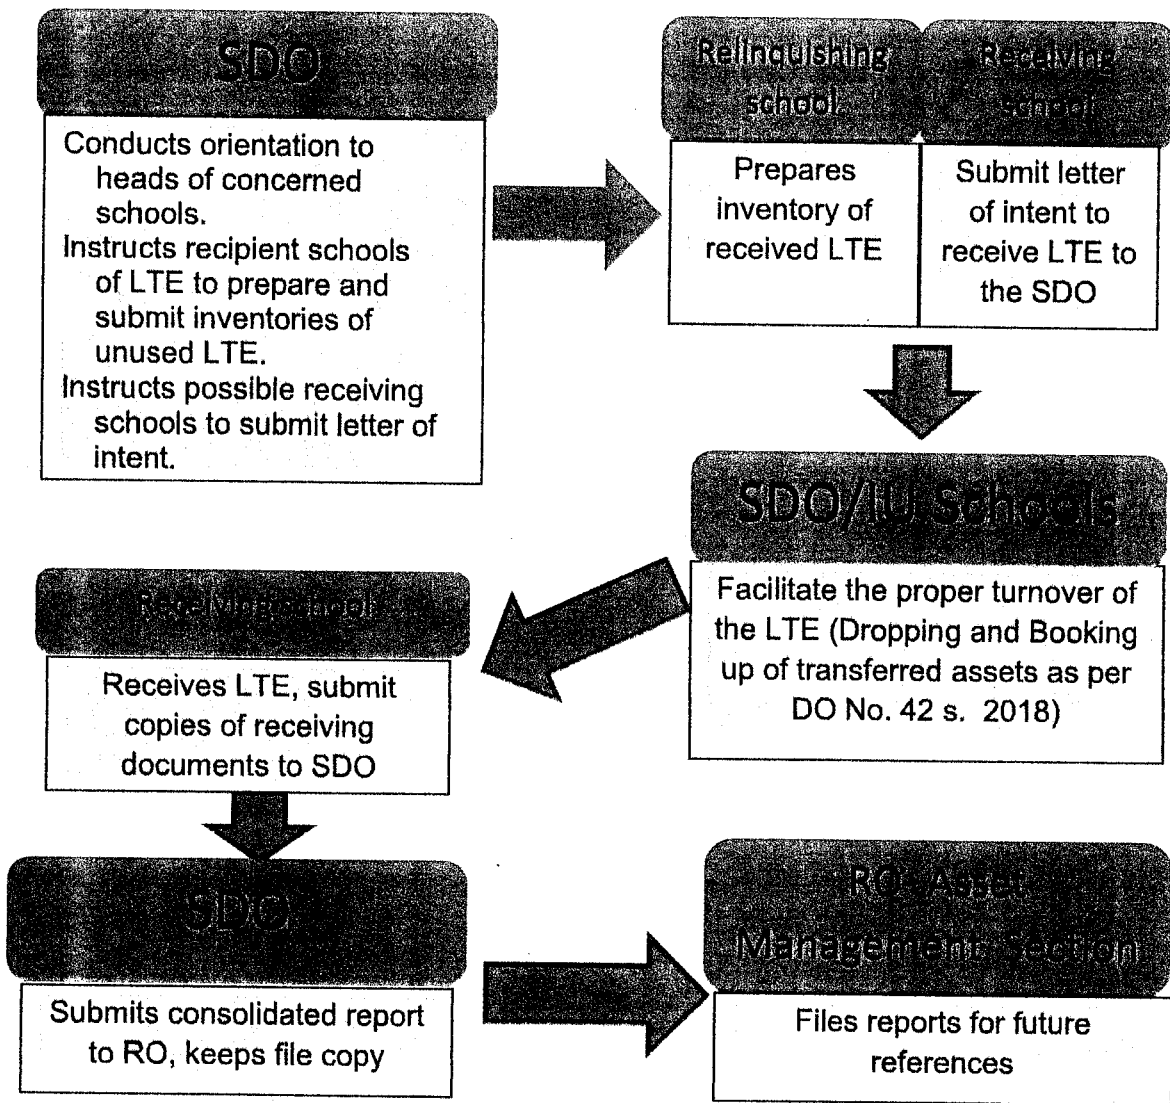 SDO
Conducts orientation to
heads of concerned
schools.
Instructs recipient schools
of LTE to prepare and
submit inventories of
unused LTE.
Instructs possible receiving
schools to submit letter of
intent.
Relinquishing
school
Prepares
inventory of
received LTE
Receiving
school
Submit letter
of intent to
receive LTE to
the SDO
SDO/IU Schools
Facilitate the proper turnover of
the LTE (Dropping and Booking
up of transferred assets as per
DO No. 42 s. 2018)
Receiving school
Receives LTE, submit
copies of receiving
documents to SDO
SDO
Submits consolidated report
to RO, keeps file copy
RO- Asset
Management Section
Files reports for future
references